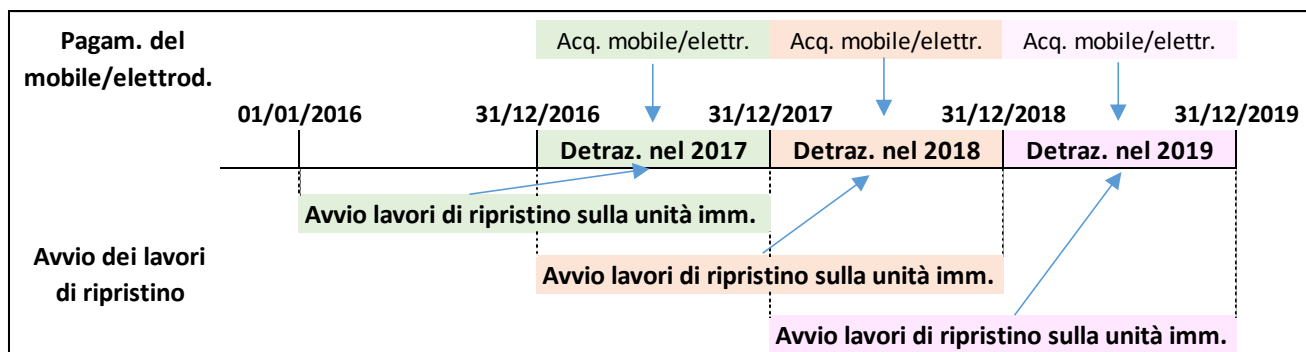 Pagam. del
mobile/elettrod.
Acq. mobile/elettr. Acq. mobile/elettr. Acq. mobile/elettr.
01/01/2016 31/12/2016 31/12/2017 31/12/2018 31/12/2019
Detraz. nel 2017 Detraz. nel 2018 Detraz. nel 2019
Avvio lavori di ripristino sulla unità imm.
Avvio dei lavori
di ripristino
Avvio lavori di ripristino sulla unità imm.
Avvio lavori di ripristino sulla unità imm.